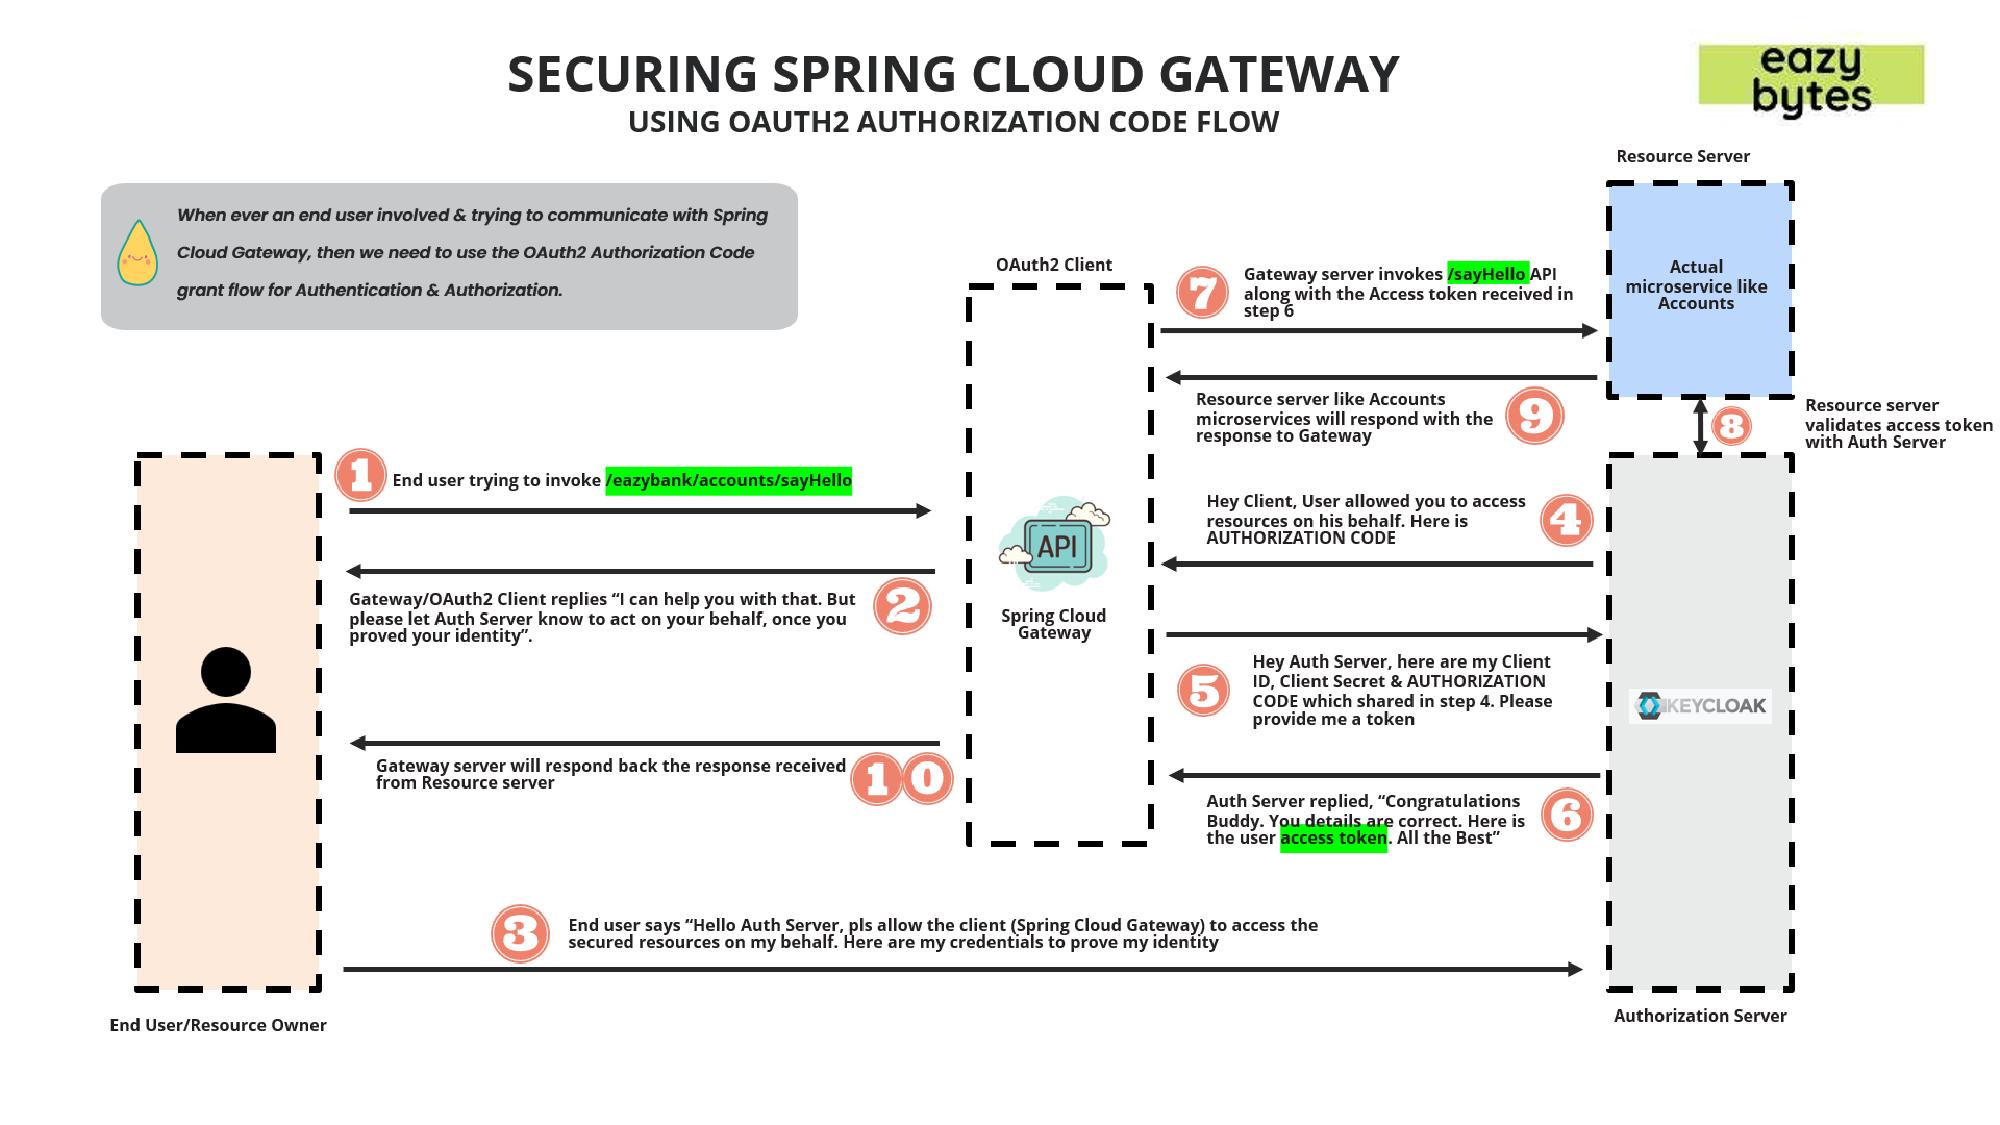 SECURING SPRING CLOUD GATEWAY
USING OAUTH2 AUTHORIZATION CODE FLOW
eazy
bytes
When ever an end user involved & trying to communicate with Spring
Cloud Gateway, then we need to use the OAuth2 Authorization Code
grant flow for Authentication & Authorization.
Resource Server
Actual
microservice like
Accounts
OAuth2 Client
API
Spring Cloud
Gateway
1
End user trying to invoke /eazybank/accounts/sayHello
2
Gateway/OAuth2 Client replies “I can help you with that. But
please let Auth Server know to act on your behalf, once you
proved your identity”.
3
End user says “Hello Auth Server, pls allow the client (Spring Cloud Gateway) to access the
secured resources on my behalf. Here are my credentials to prove my identity
4
Hey Client, User allowed you to access
resources on his behalf. Here is
AUTHORIZATION CODE
5
Hey Auth Server, here are my Client
ID, Client Secret & AUTHORIZATION
CODE which shared in step 4. Please
provide me a token
6
Auth Server replied, “Congratulations
Buddy. You details are correct. Here is
the user access token. All the Best”
7
Gateway server invokes /sayHello API
along with the Access token received in
step 6
8
Resource server
validates access token
with Auth Server
9
Resource server like Accounts
microservices will respond with the
response to Gateway
10
Gateway server will respond back the response received
from Resource server
KEYCLOAK
End User/Resource Owner
Authorization Server